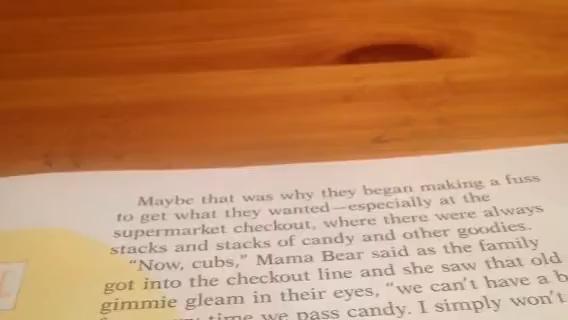 Maybe that was why they began making a fuss
to get what they wanted—especially at the
supermarket checkout, where there were always
stacks and stacks of candy and other goodies.
"Now, cubs," Mama Bear said as the family
got into the checkout line and she saw that old
gimmie gleam in their eyes, "we can't have a
time we pass candy. I simply won't